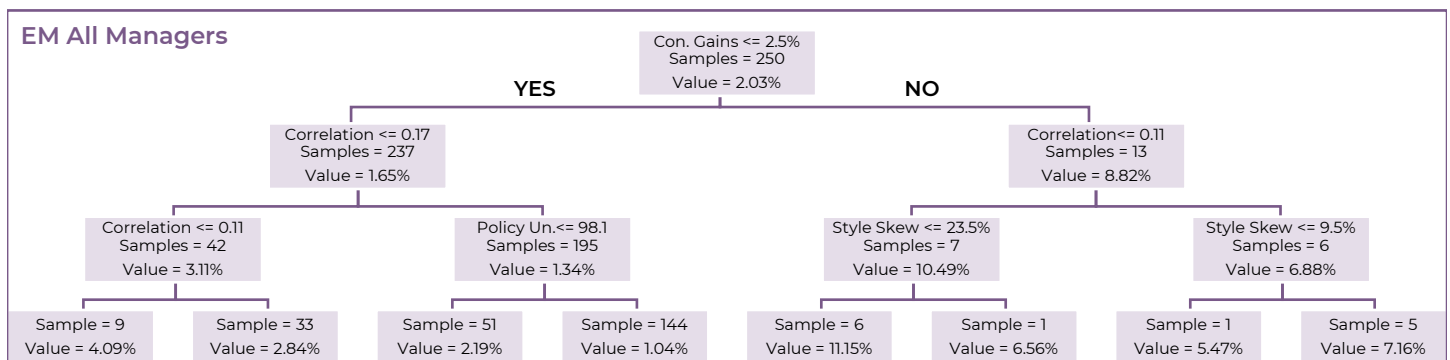 EM All Managers
Con. Gains <= 2.5%
Samples = 250
Value = 2.03%
YES
NO
Correlation <= 0.17
Samples = 237
Value = 1.65%
Correlation<= 0.11
Samples = 13
Value = 8.82%
Correlation <= 0.11
Samples = 42
Value = 3.11%
Policy Un.<= 98.1
Samples = 195
Value = 1.34%
Style Skew <= 23.5%
Samples = 7
Value = 10.49%
Style Skew <= 9.5%
Samples = 6
Value = 6.88%
Sample = 9
Value = 4.09%
Sample = 33
Value = 2.84%
Sample = 51
Value = 2.19%
Sample = 144
Value = 1.04%
Sample = 6
Value = 11.15%
Sample = 1
Value = 6.56%
Sample = 1
Value = 5.47%
Sample = 5
Value = 7.16%